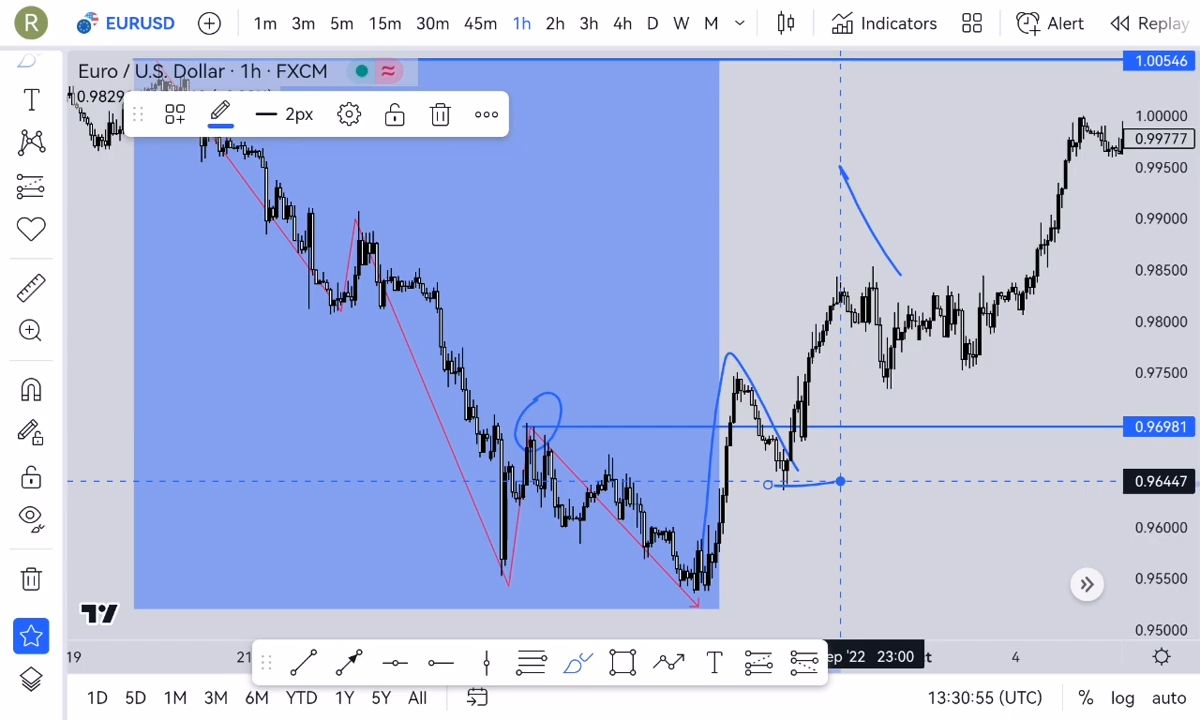 R EURUSD 1m 3m 5m 15m 30m 45m 1h 2h 3h 4h D W M Indicators Alert Replay
Euro / U.S. Dollar · 1h · FXCM
0.9829
2px
1.00546
1.00000
0.99777
0.99500
0.99000
0.98500
0.98000
0.97500
0.96981
0.96447
0.96000
0.95500
0.95000
19 21 ep '22 23:00 t 4
T
1D 5D 1M 3M 6M YTD 1Y 5Y All 13:30:55 (UTC) % log auto